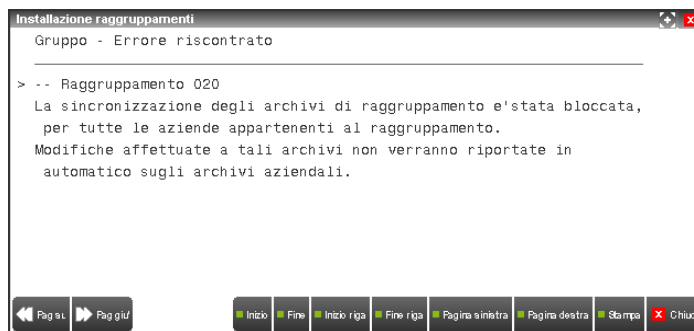 Installazione raggruppamenti
Gruppo - Errore riscontrato
> -- Raggruppamento 020
La sincronizzazione degli archivi di raggruppamento e'stata bloccata,
per tutte le aziende appartenenti al raggruppamento.
Modifiche affettuate a tali archivi non verranno riportate in
automatico sugli archivi aziendali.
Pag su Pag giu' Inizio Fine Inizio riga Fine riga Pagina sinistra Pagina destra Stampa Chiud